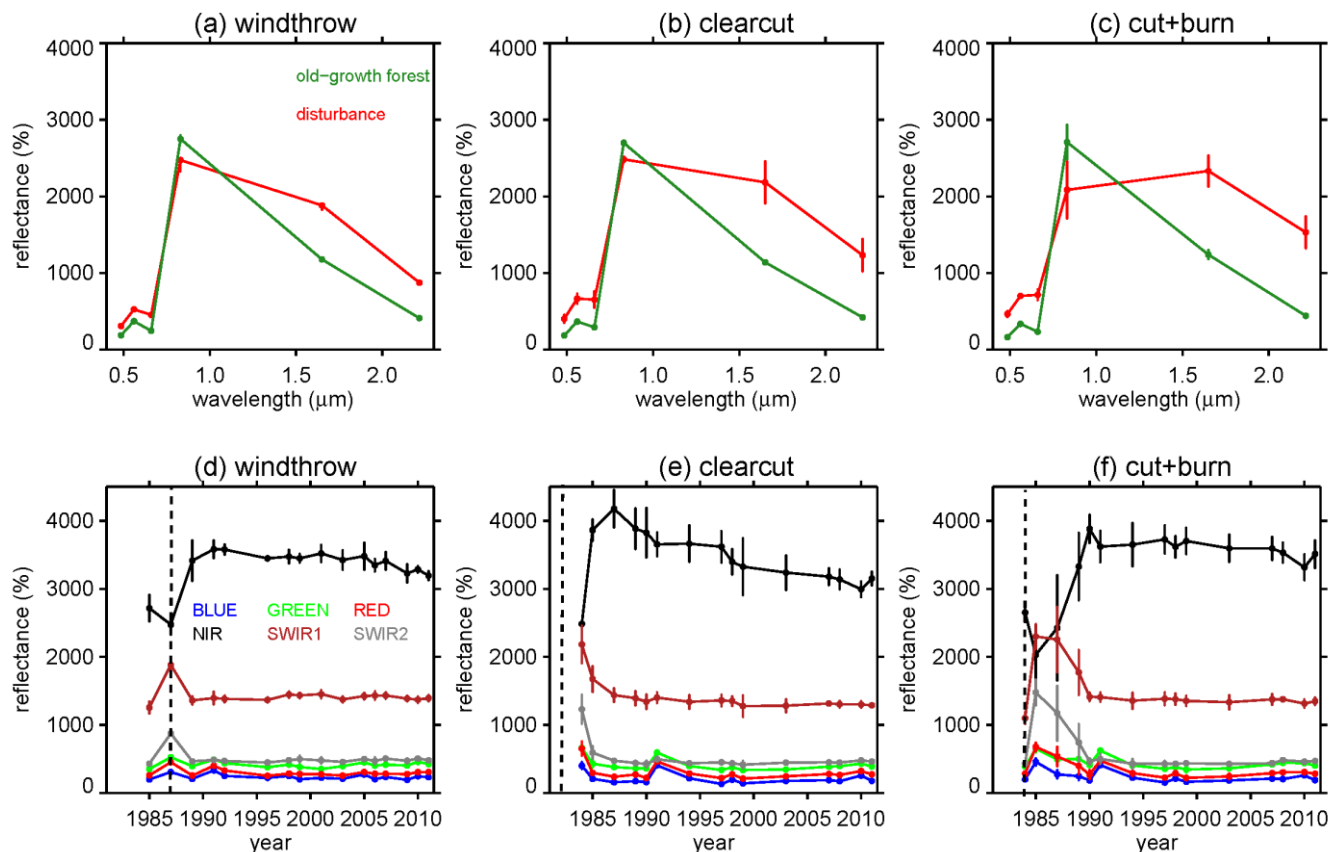 (a) windthrow
(b) clearcut
(c) cut+burn
reflectance (%)
4000
3000
2000
1000
0
old−growth forest
disturbance
0.5 1.0 1.5 2.0
wavelength (μm)
reflectance (%)
4000
3000
2000
1000
0
0.5 1.0 1.5 2.0
wavelength (μm)
reflectance (%)
4000
3000
2000
1000
0
0.5 1.0 1.5 2.0
wavelength (μm)
(d) windthrow
(e) clearcut
(f) cut+burn
reflectance (%)
4000
3000
2000
1000
0
BLUE GREEN RED
NIR SWIR1 SWIR2
1985 1990 1995 2000 2005 2010
year
reflectance (%)
4000
3000
2000
1000
0
1985 1990 1995 2000 2005 2010
year
reflectance (%)
4000
3000
2000
1000
0
1985 1990 1995 2000 2005 2010
year